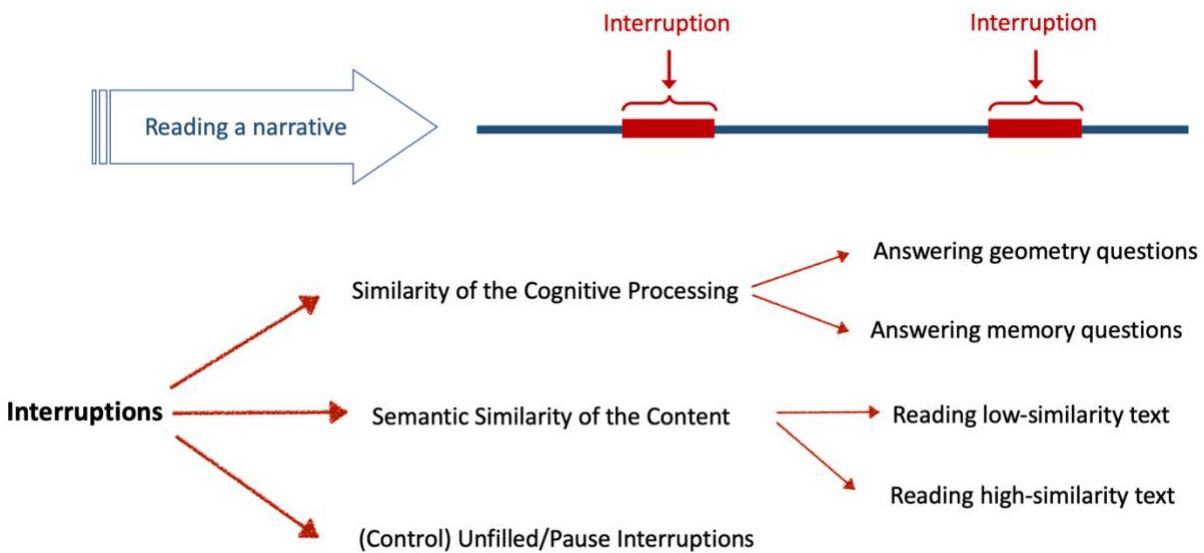 Interruption
Interruption
Reading a narrative
Answering geometry questions
Similarity of the Cognitive Processing
Answering memory questions
Interruptions
Semantic Similarity of the Content
Reading low-similarity text
Reading high-similarity text
(Control) Unfilled/Pause Interruptions